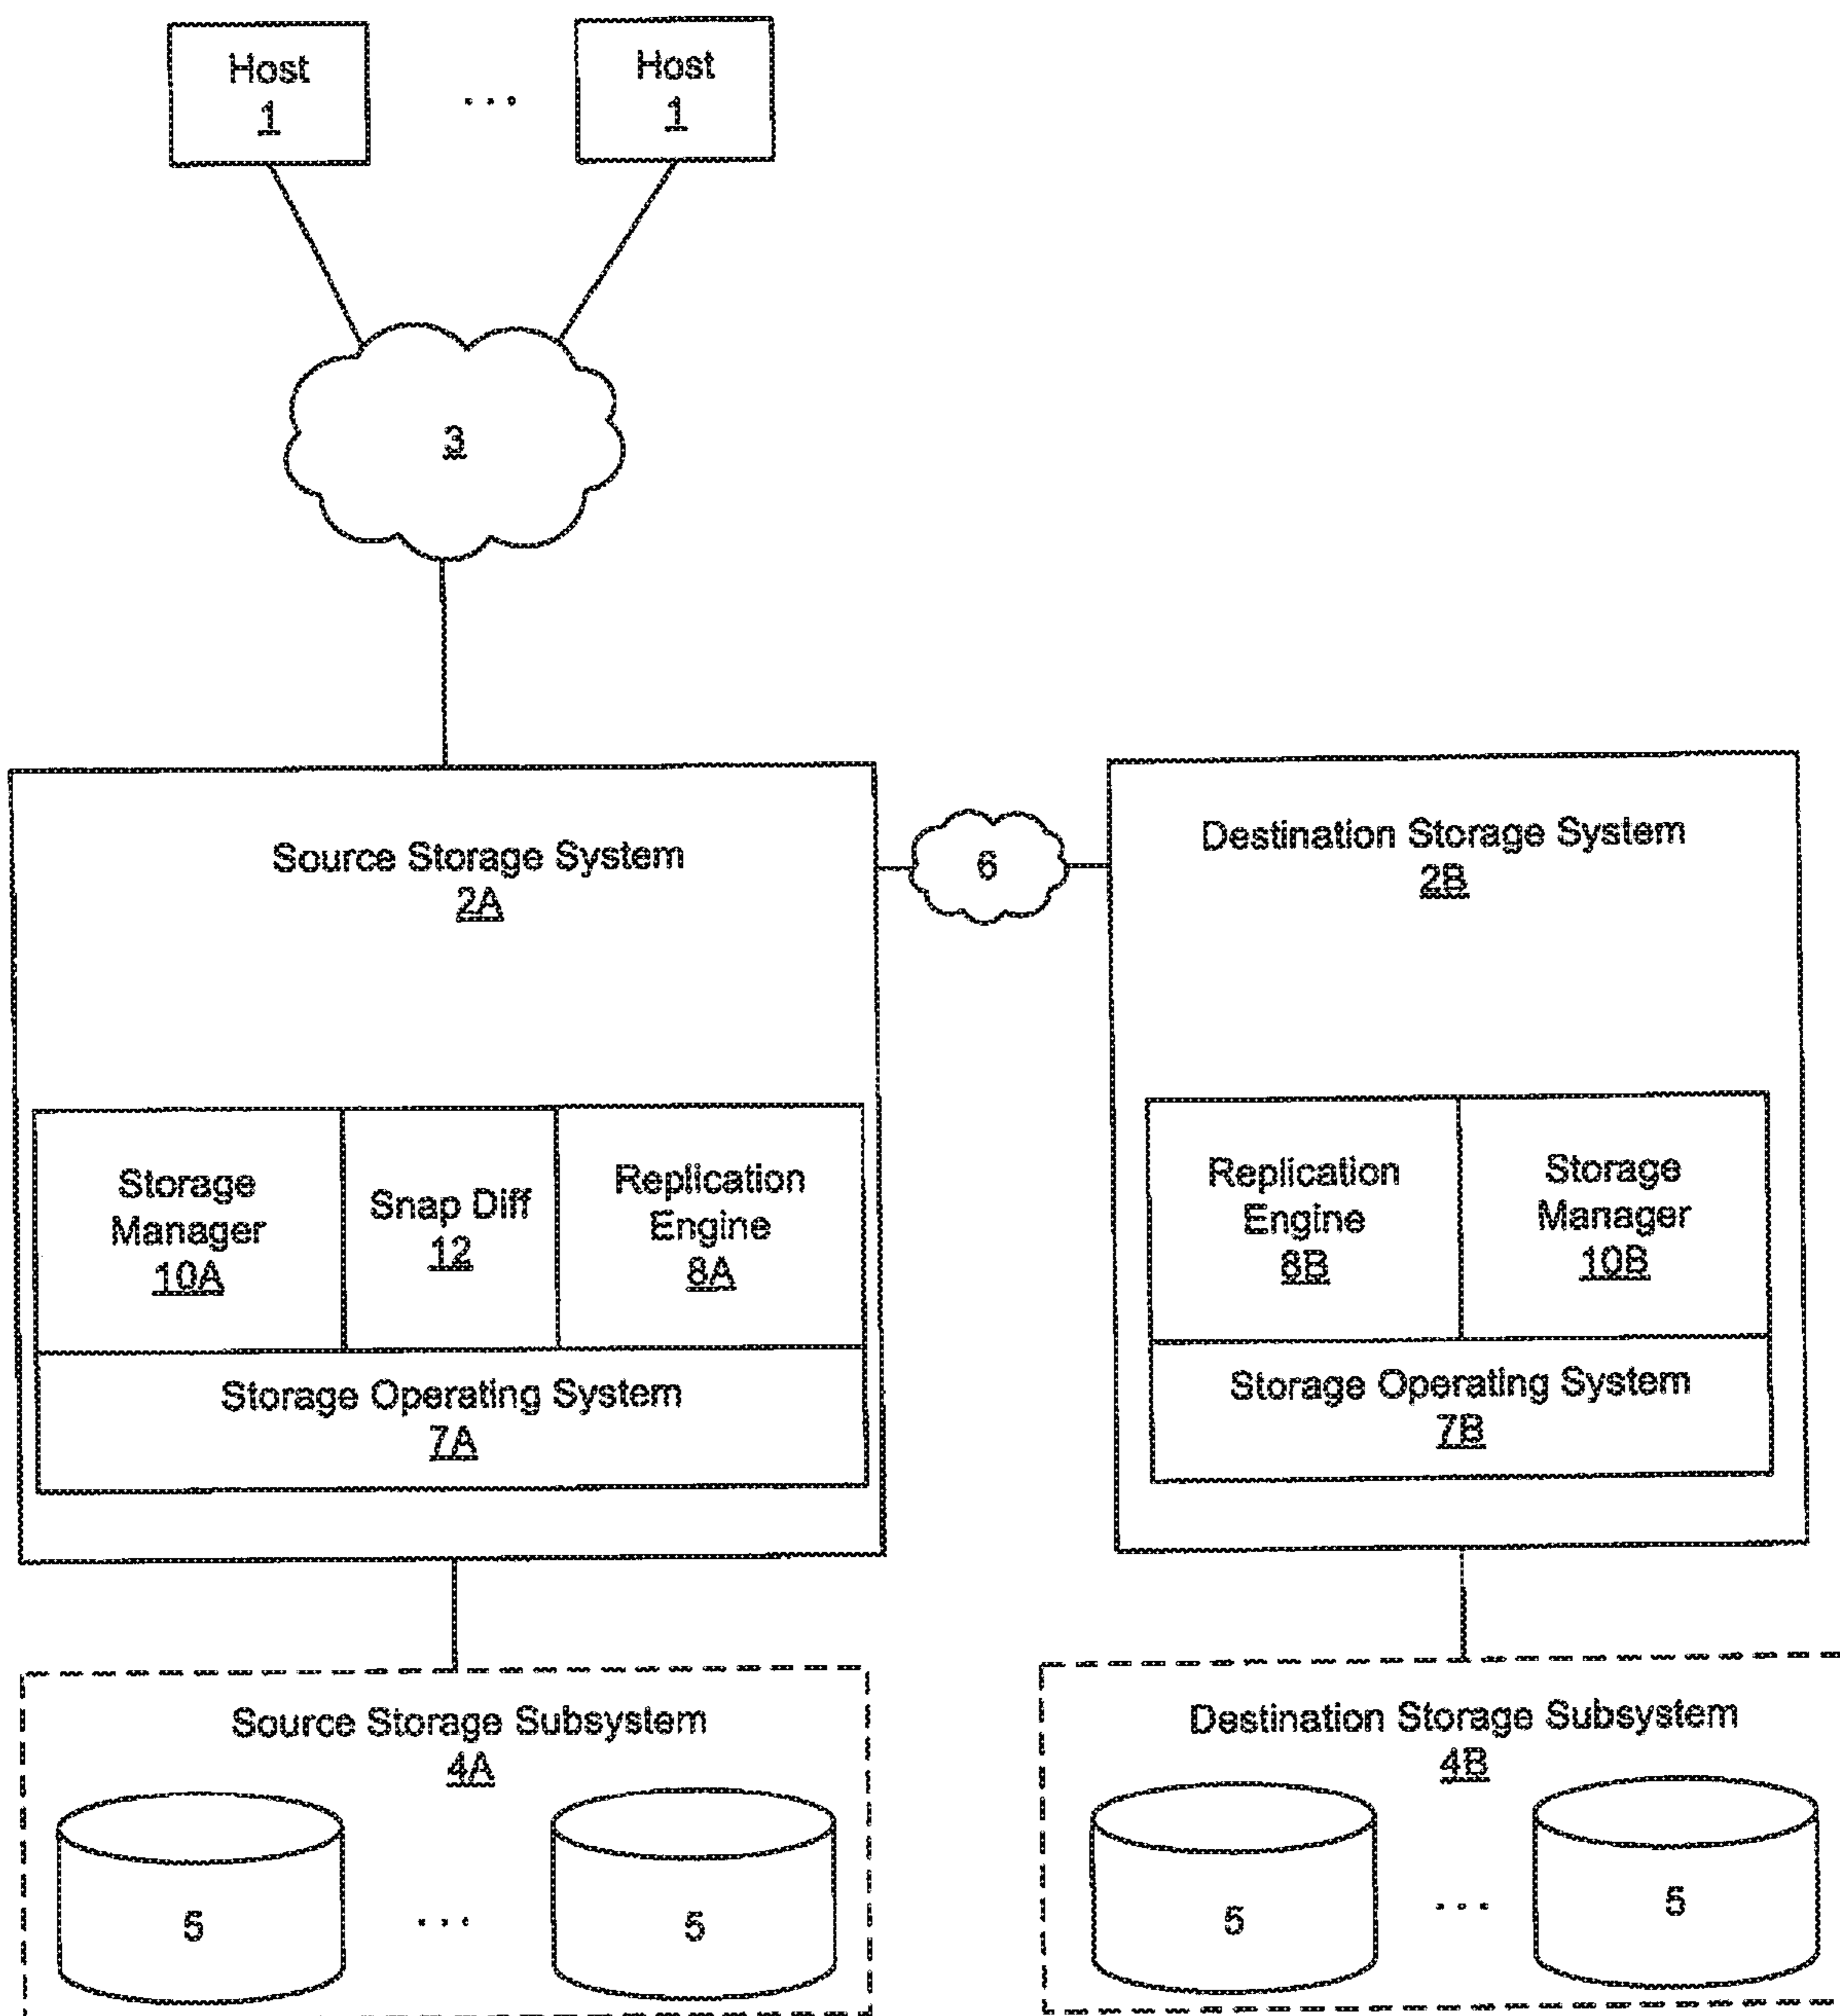 Host
1
...
Host
1
3
Source Storage System
2A
6
Destination Storage System
2B
Storage
Manager
10A
Snap Diff
12
Replication
Engine
8A
Storage Operating System
7A
Replication
Engine
8B
Storage
Manager
10B
Storage Operating System
7B
Source Storage Subsystem
4A
5
...
5
Destination Storage Subsystem
4B
5
...
5